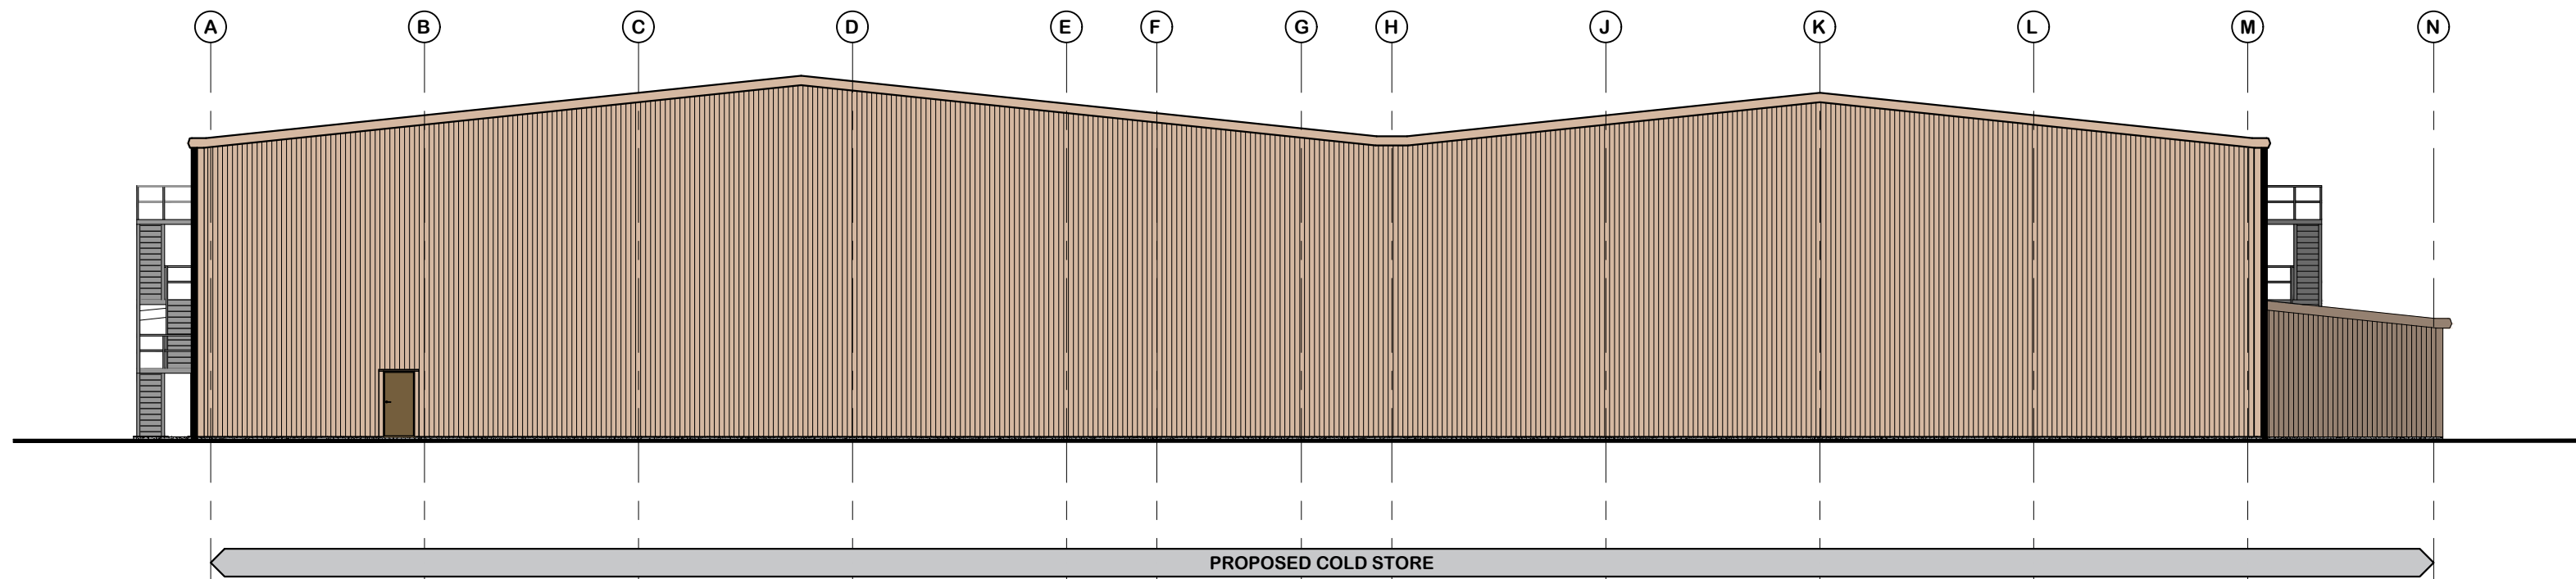 A B C D E F G H J K L M N
PROPOSED COLD STORE